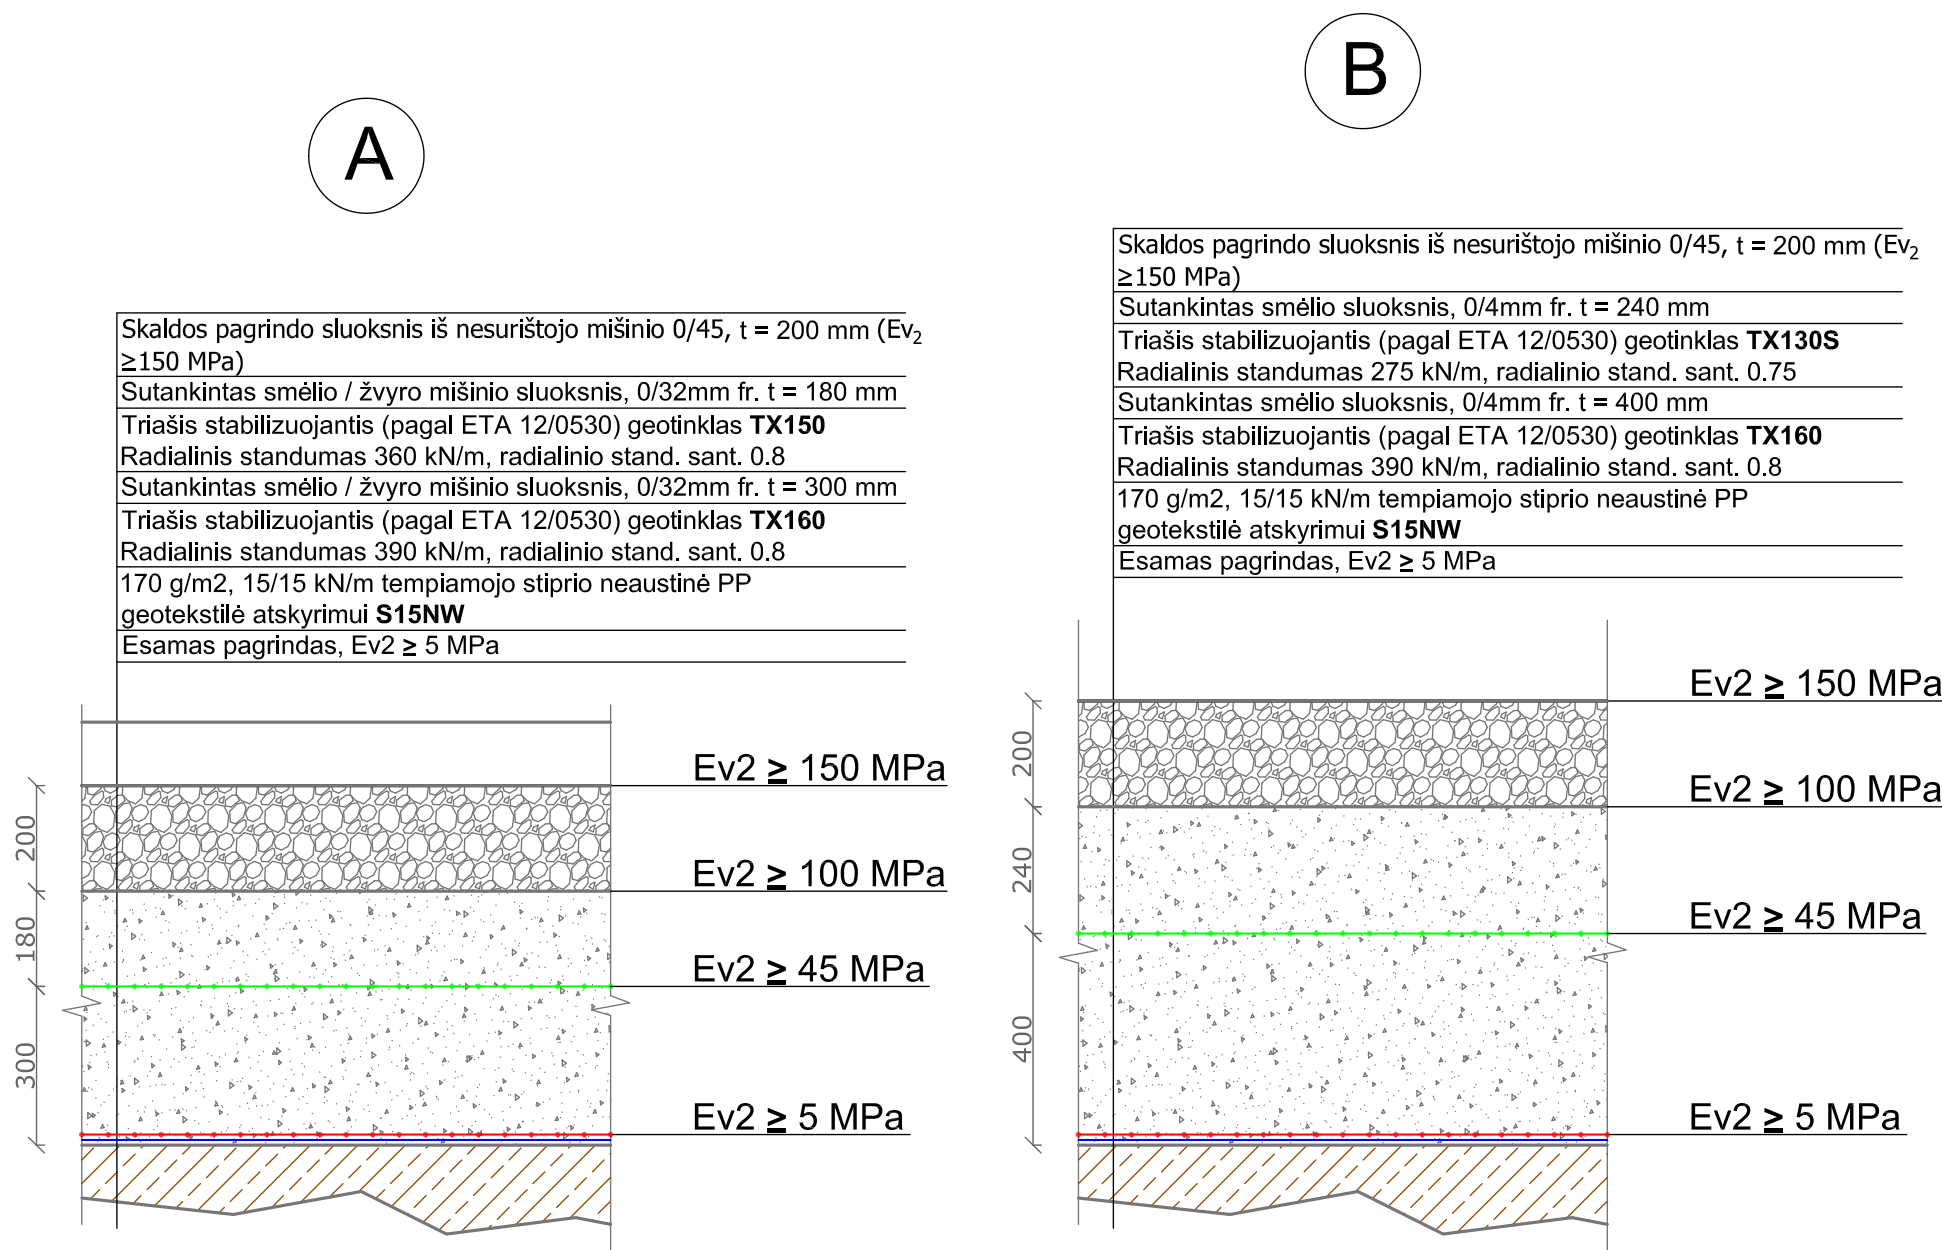 A
Skaldos pagrindo sluoksnis iš nesurištojo mišinio 0/45, t = 200 mm (Ev2
≥150 MPa)
Sutankintas smėlio / žvyro mišinio sluoksnis, 0/32mm fr. t = 180 mm
Triašis stabilizuojantis (pagal ETA 12/0530) geotinklas TX150
Radialinis standumas 360 kN/m, radialinio stand. sant. 0.8
Sutankintas smėlio / žvyro mišinio sluoksnis, 0/32mm fr. t = 300 mm
Triašis stabilizuojantis (pagal ETA 12/0530) geotinklas TX160
Radialinis standumas 390 kN/m, radialinio stand. sant. 0.8
170 g/m2, 15/15 kN/m tempiamojo stiprio neaustinė PP
geotekstilė atskyrimui S15NW
Esamas pagrindas, Ev2 ≥ 5 MPa
Ev2 ≥ 150 MPa
200
Ev2 ≥ 100 MPa
180
Ev2 ≥ 45 MPa
300
Ev2 ≥ 5 MPa
B
Skaldos pagrindo sluoksnis iš nesurištojo mišinio 0/45, t = 200 mm (Ev2
≥150 MPa)
Sutankintas smėlio sluoksnis, 0/4mm fr. t = 240 mm
Triašis stabilizuojantis (pagal ETA 12/0530) geotinklas TX130S
Radialinis standumas 275 kN/m, radialinio stand. sant. 0.75
Sutankintas smėlio sluoksnis, 0/4mm fr. t = 400 mm
Triašis stabilizuojantis (pagal ETA 12/0530) geotinklas TX160
Radialinis standumas 390 kN/m, radialinio stand. sant. 0.8
170 g/m2, 15/15 kN/m tempiamojo stiprio neaustinė PP
geotekstilė atskyrimui S15NW
Esamas pagrindas, Ev2 ≥ 5 MPa
Ev2 ≥ 150 MPa
200
Ev2 ≥ 100 MPa
240
Ev2 ≥ 45 MPa
400
Ev2 ≥ 5 MPa